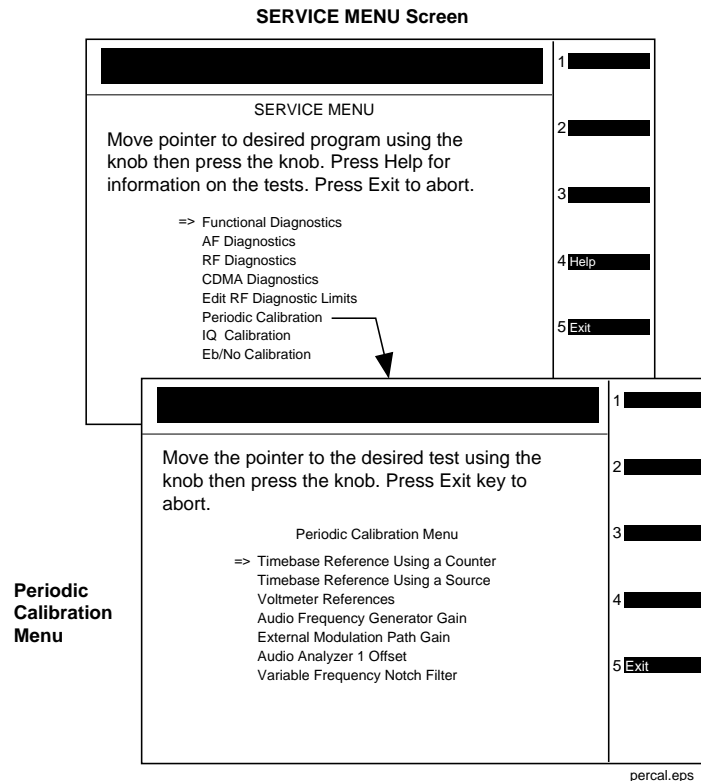 SERVICE MENU Screen
SERVICE MENU
Move pointer to desired program using the
knob then press the knob. Press Help for
information on the tests. Press Exit to abort.
=> Functional Diagnostics
AF Diagnostics
RF Diagnostics
CDMA Diagnostics
Edit RF Diagnostic Limits
Periodic Calibration
IQ Calibration
Eb/No Calibration
1
2
3
4 Help
5 Exit
Periodic
Calibration
Menu
Move the pointer to the desired test using the
knob then press the knob. Press Exit key to
abort.
Periodic Calibration Menu
=> Timebase Reference Using a Counter
Timebase Reference Using a Source
Voltmeter References
Audio Frequency Generator Gain
External Modulation Path Gain
Audio Analyzer 1 Offset
Variable Frequency Notch Filter
1
2
3
4
5 Exit
percal.eps